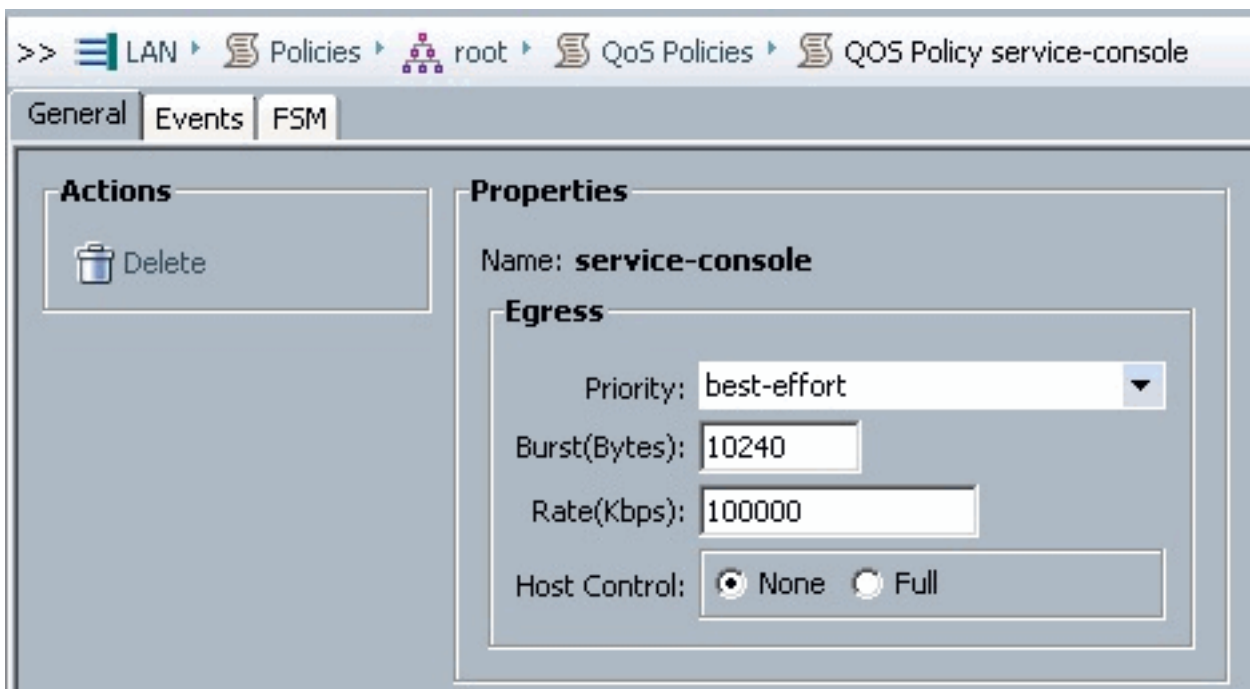 >> LAN Policies root QoS Policies QOS Policy service-console
General Events FSM
Actions
Delete
Properties
Name: service-console
Egress
Priority: best-effort
Burst(Bytes): 10240
Rate(Kbps): 100000
Host Control: None Full